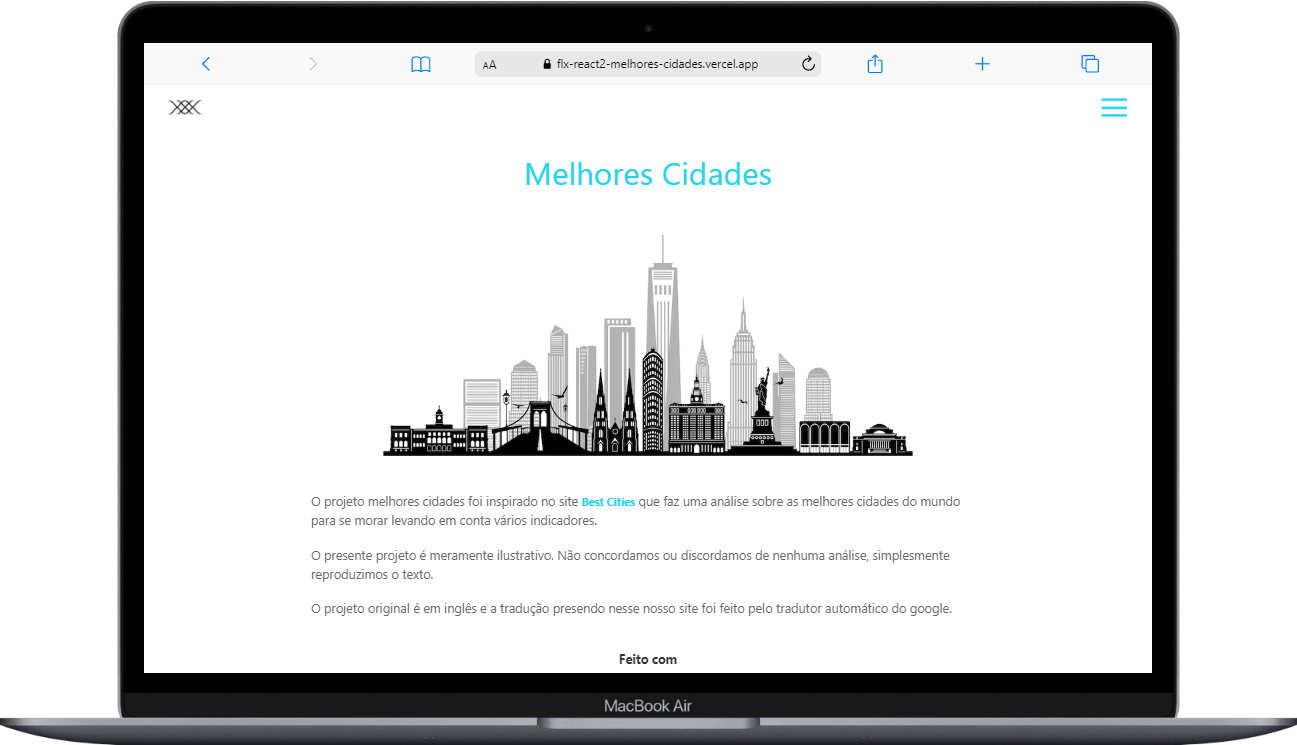 AA
flx-react2-melhores-cidades.vercel.app
Melhores Cidades
O projeto melhores cidades foi inspirado no site Best Cities que faz uma análise sobre as melhores cidades do mundo
para se morar levando em conta vários indicadores.
O presente projeto é meramente ilustrativo. Não concordamos ou discordamos de nenhuma análise, simplesmente
reproduzimos o texto.
O projeto original é em inglês e a tradução presendo nesse nosso site foi feito pelo tradutor automático do google.
Feito com
MacBook Air